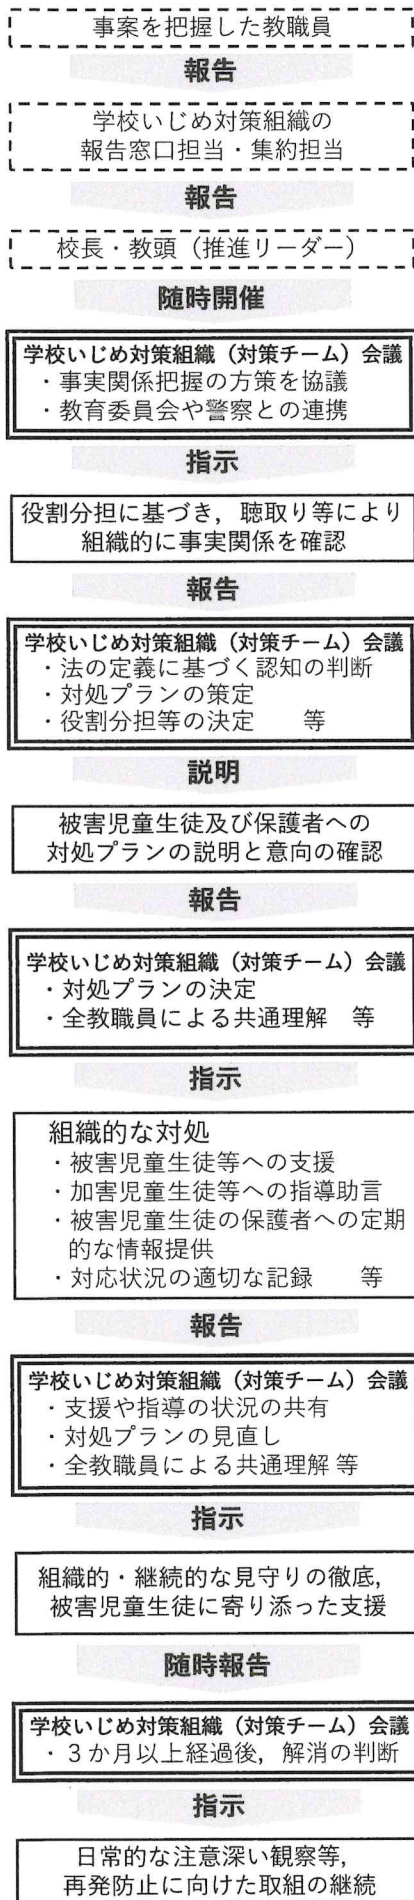 事案を把握した教職員
報告
学校いじめ対策組織の
報告窓口担当・集約担当
報告
校長・教頭（推進リーダー）
随時開催
学校いじめ対策組織（対策チーム）会議
・事実関係把握の方策を協議
・教育委員会や警察との連携
指示
役割分担に基づき，聴取り等により
組織的に事実関係を確認
報告
学校いじめ対策組織（対策チーム）会議
・法の定義に基づく認知の判断
・対処プランの策定
・役割分担等の決定　　等
説明
被害児童生徒及び保護者への
対処プランの説明と意向の確認
報告
学校いじめ対策組織（対策チーム）会議
・対処プランの決定
・全教職員による共通理解　等
指示
組織的な対処
・被害児童生徒等への支援
・加害児童生徒等への指導助言
・被害児童生徒の保護者への定期
的な情報提供
・対応状況の適切な記録　　等
報告
学校いじめ対策組織（対策チーム）会議
・支援や指導の状況の共有
・対処プランの見直し
・全教職員による共通理解 等
指示
組織的・継続的な見守りの徹底，
被害児童生徒に寄り添った支援
随時報告
学校いじめ対策組織（対策チーム）会議
・３か月以上経過後，解消の判断
指示
日常的な注意深い観察等，
再発防止に向けた取組の継続